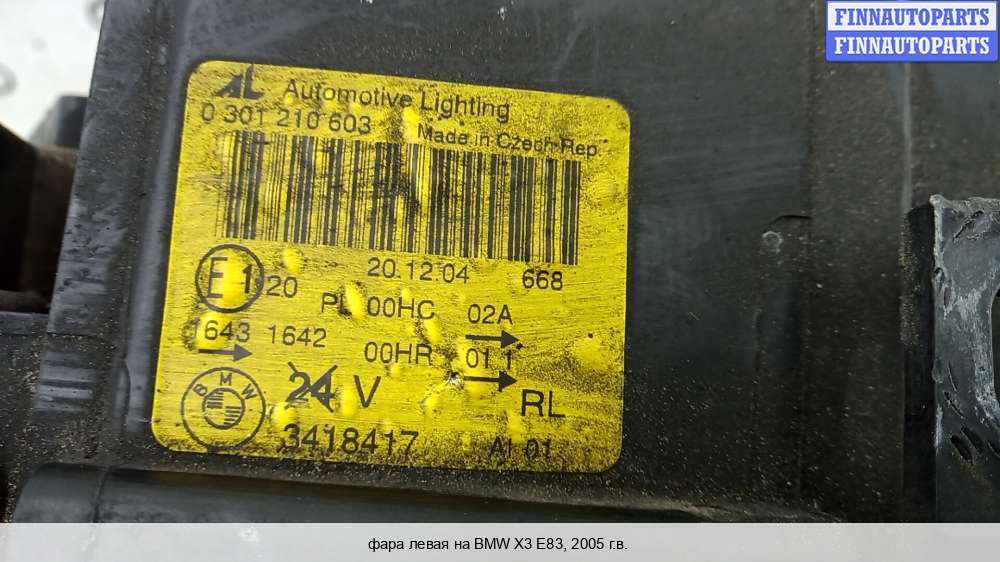 FINNAUTOPARTS
FINNAUTOPARTS
AL Automotive Lighting
0 301 210 603 Made in Czech Rep.
20.12.04 668
E1 20 PL 00HC 02A
643 1642 00HR 01 1
BMW 24 V RL
3418417 AI 01
фара левая на BMW X3 E83, 2005 г.в.